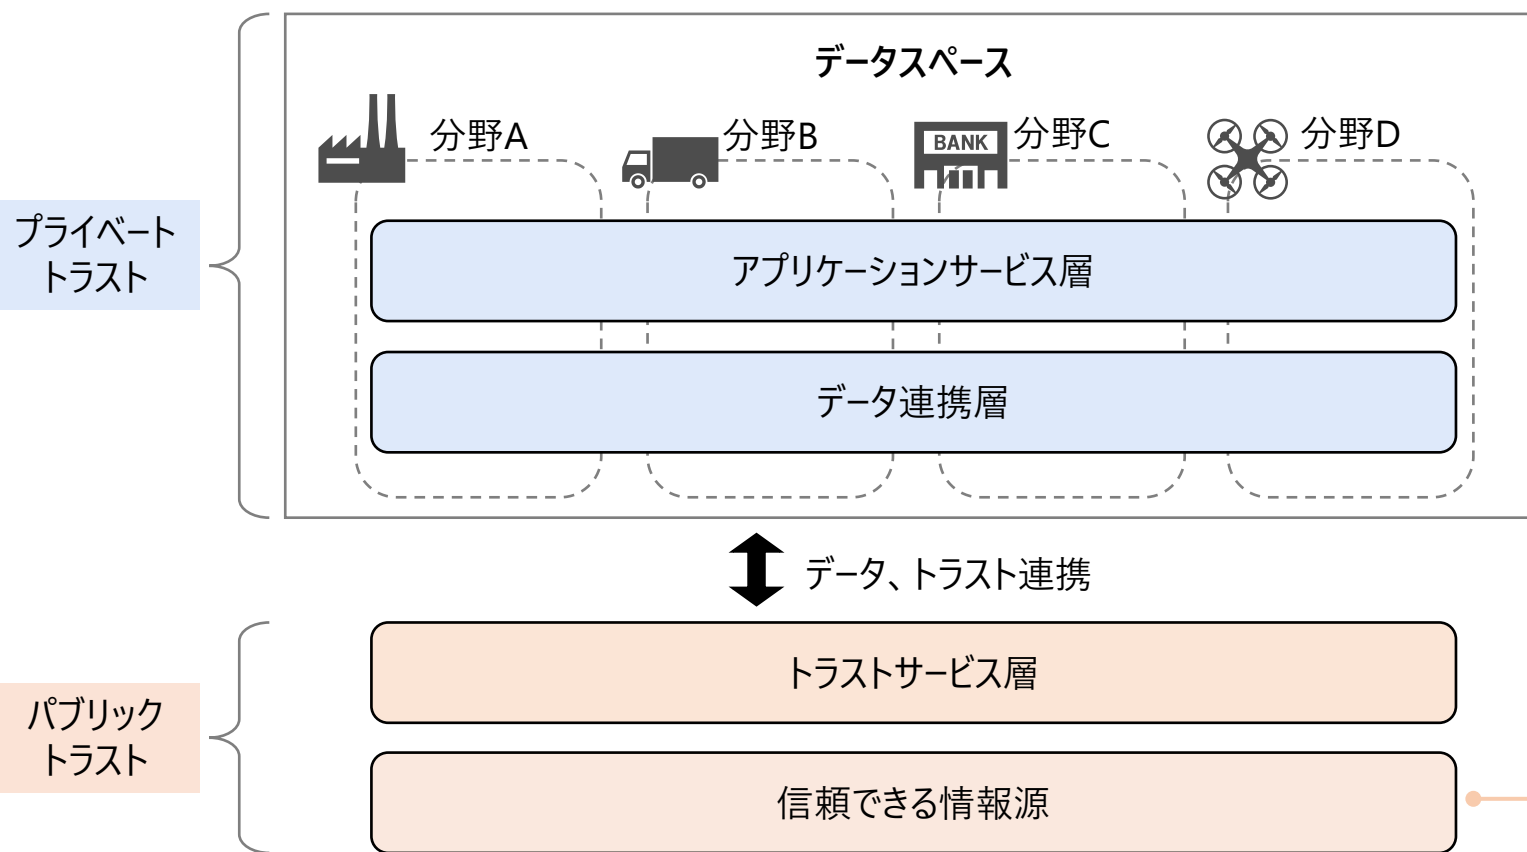 データスペース
分野A
分野B
BANK
分野C
分野D
プライベート
トラスト
アプリケーションサービス層
データ連携層
データ、トラスト連携
パブリック
トラスト
トラストサービス層
信頼できる情報源